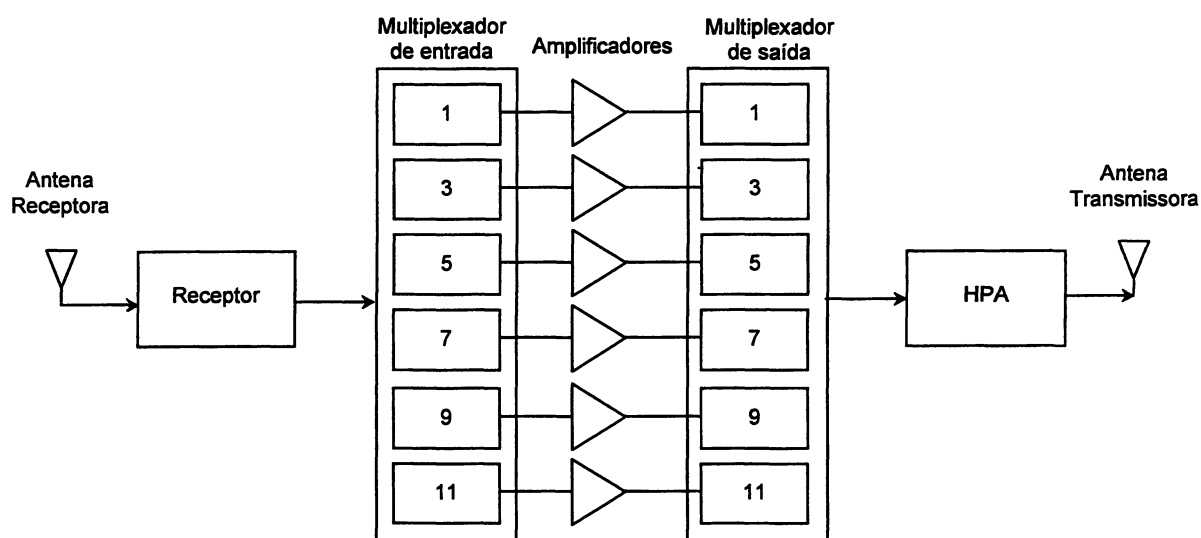 Multiplexador
de entrada
Amplificadores
Multiplexador
de saída
Antena
Receptora
Receptor
1
3
5
7
9
11
1
3
5
7
9
11
HPA
Antena
Transmissora